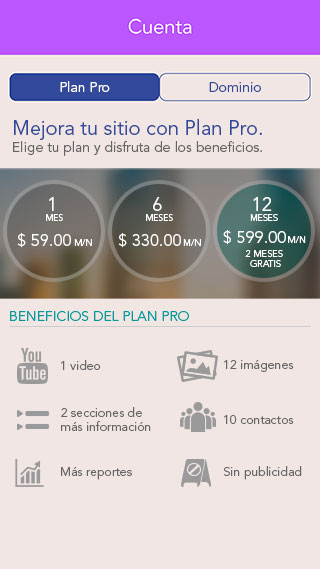 Cuenta
Plan Pro
Dominio
Mejora tu sitio con Plan Pro.
Elige tu plan y disfruta de los beneficios.
1
MES
$ 59.00 M/N
6
MESES
$ 330.00 M/N
12
MESES
$ 599.00 M/N
2 MESES
GRATIS
BENEFICIOS DEL PLAN PRO
You
Tube
1 video
12 imágenes
2 secciones de
más información
10 contactos
Más reportes
Sin publicidad